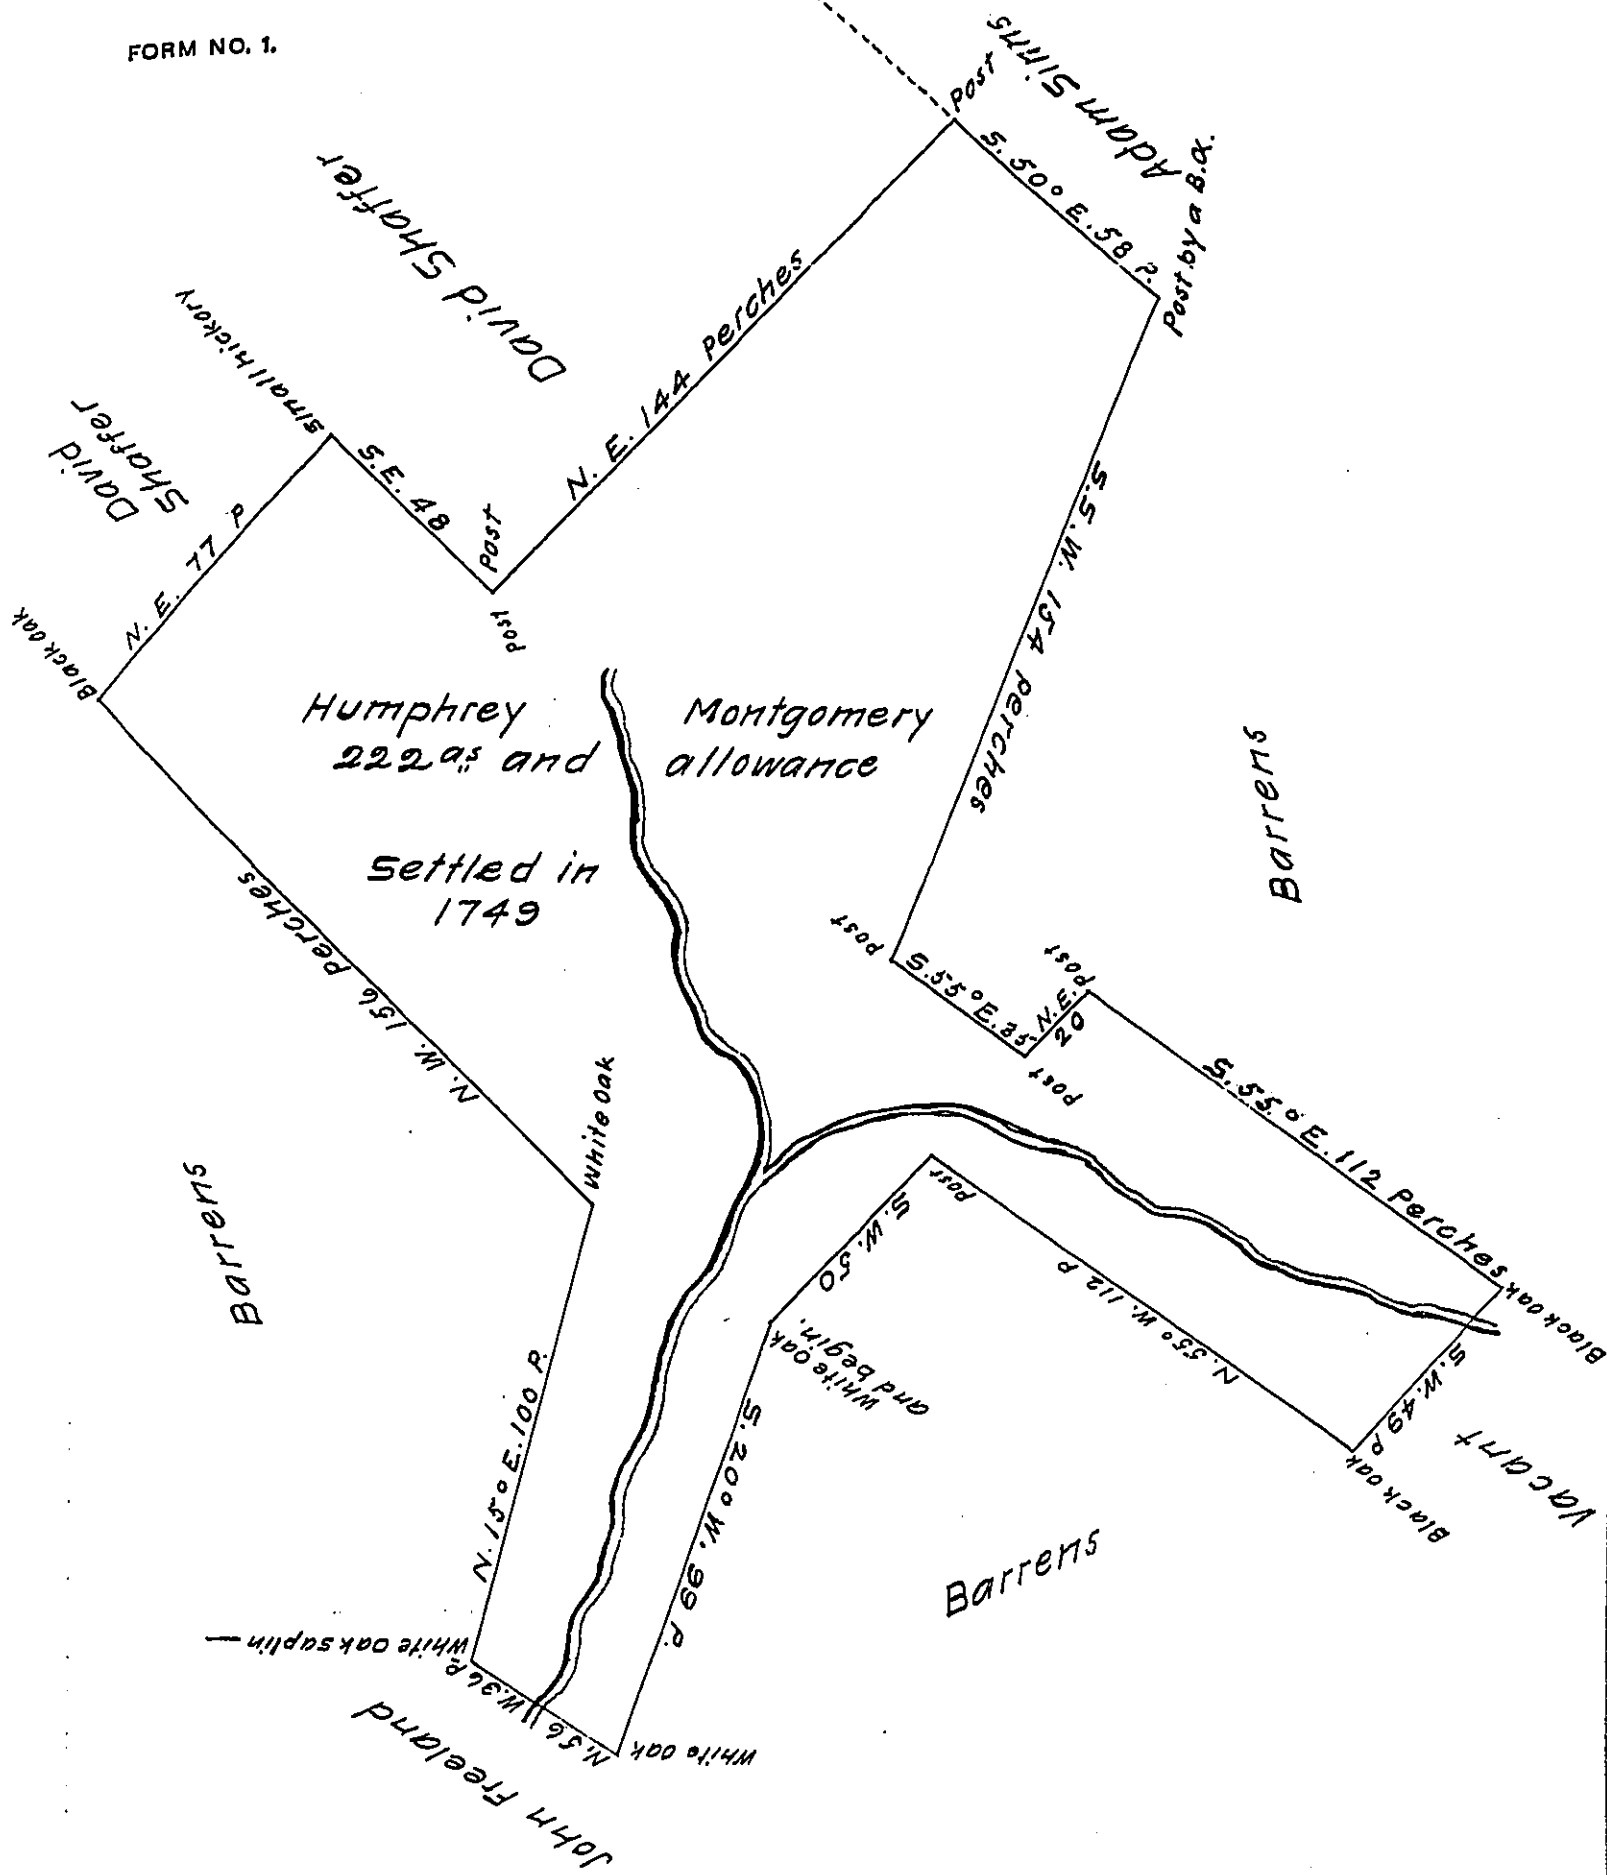 FORM NO. 1.
Post
Adam Simms
S. 50° E. 58 P.
Post by a B.O.
David Shaffer
N. E. 144 perches
small hickory
David
Shaffer
S.E. 48
Post
N. E. 77 P
Black oak
Post
S. S. W. 154 perches
Humphrey Montgomery
222 as and allowance
Settled in
1749
Barrens
N. W. 156 perches
Post
S. 55° E. 35
N. E.
20
Post
Post
White Oak
S. 55° E. 112 Perches
Post
S. W. 50
N. 55° W. 112 P
Black oak
S. W. 49 P
Black oak
Vacant
White oak
and begin.
Barrens
N. 15° E. 100 P.
S. 20° W. 99 P.
Barrens
White oak saplin
N. 56 W. 36 P.
White oak
John Freeland